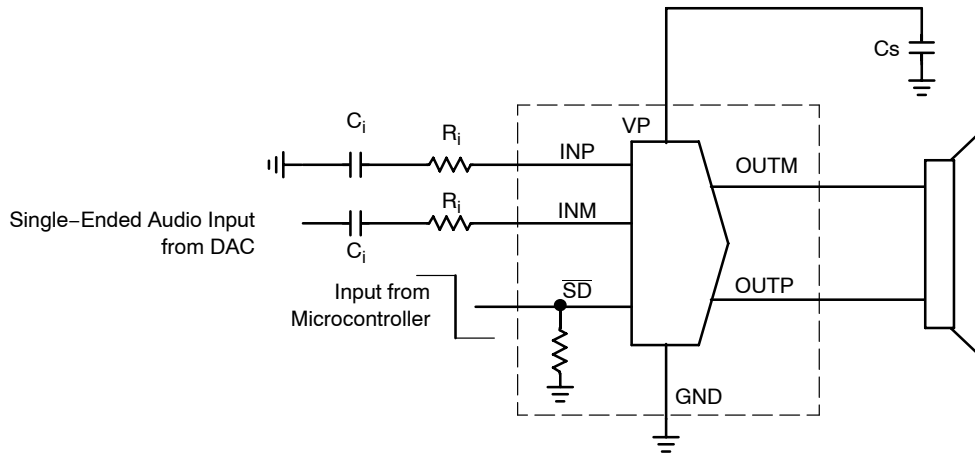 Cs
VP
Ci
Ri
INP
OUTM
Single−Ended Audio Input
from DAC
Ci
Ri
INM
Input from
Microcontroller
SD
OUTP
GND